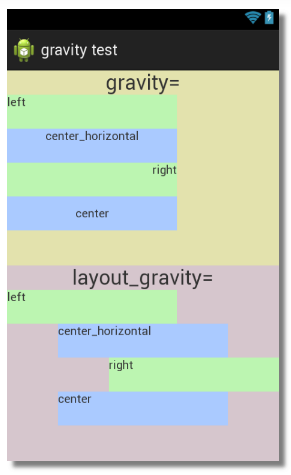 gravity test
gravity=
left
center_horizontal
right
center
layout_gravity=
left
center_horizontal
right
center